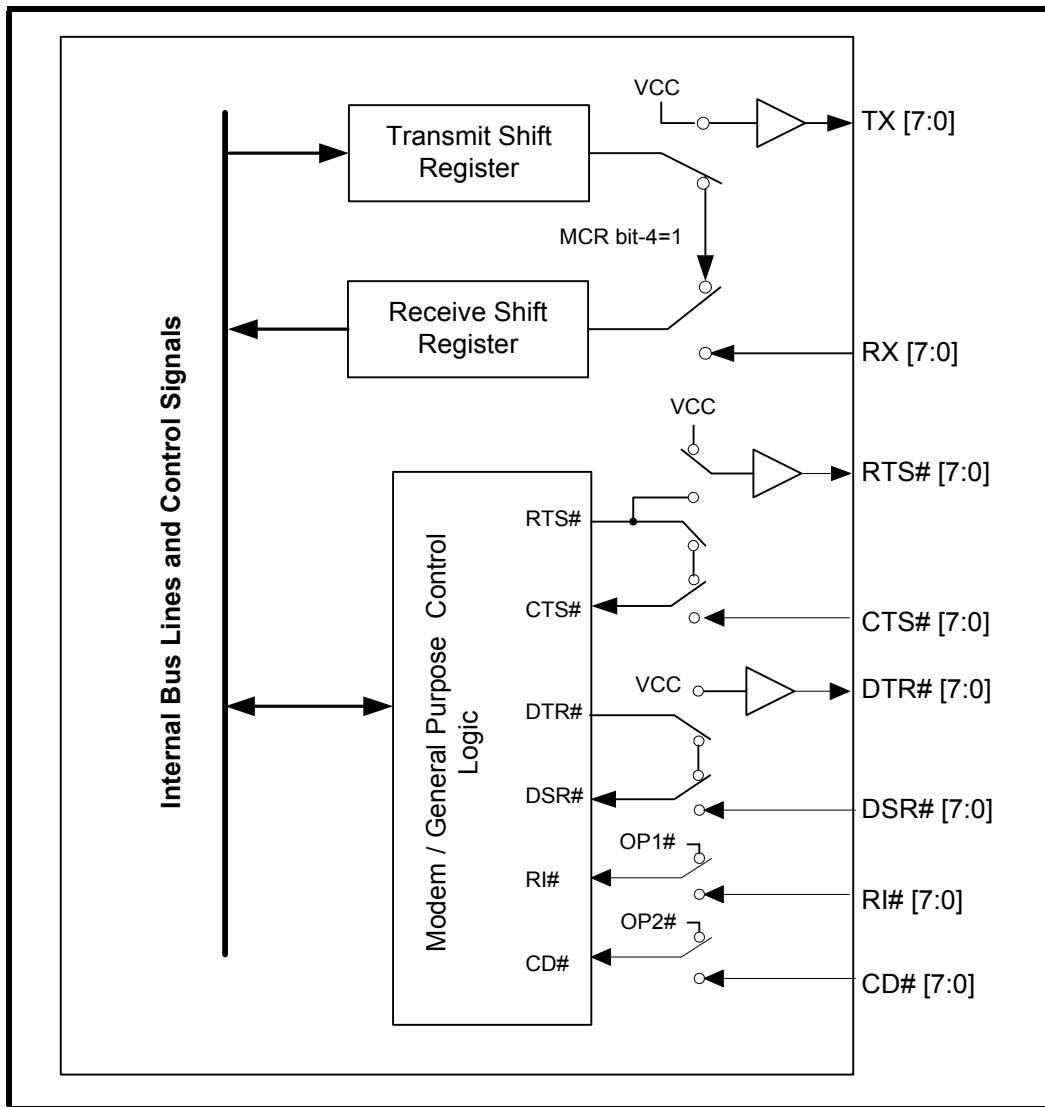 VCC
TX [7:0]
Transmit Shift
Register
MCR bit-4=1
Receive Shift
Register
RX [7:0]
Internal Bus Lines and Control Signals
VCC
RTS# [7:0]
RTS#
CTS#
CTS# [7:0]
Modem / General Purpose Control
Logic
VCC
DTR# [7:0]
DTR#
DSR#
DSR# [7:0]
OP1#
RI#
RI# [7:0]
OP2#
CD#
CD# [7:0]